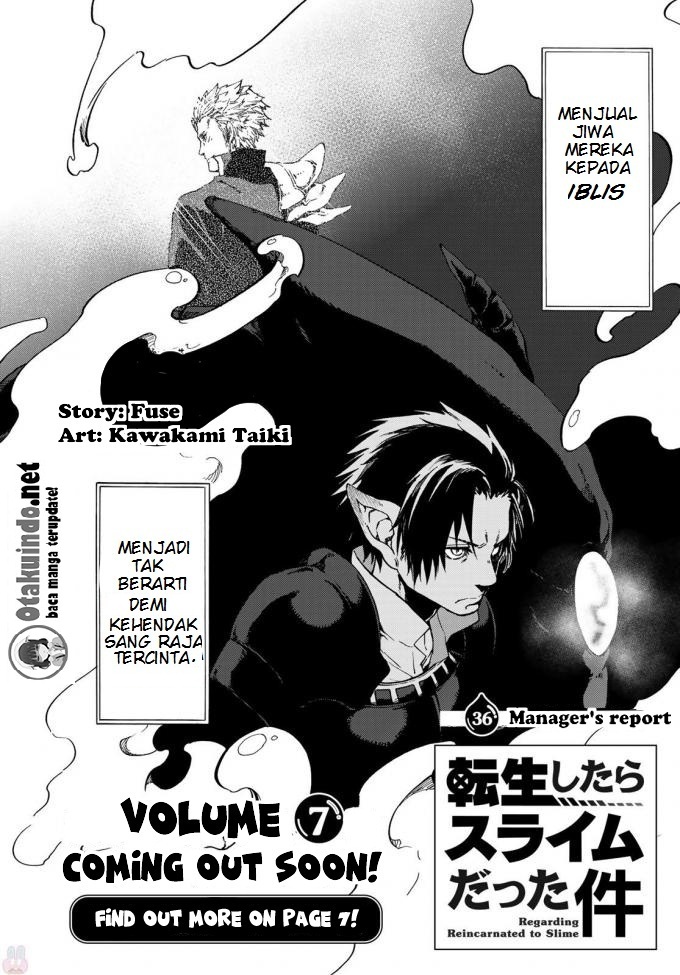 MENJUAL
JIWA
MEREKA
KEPADA
IBLIS
Story: Fuse
Art: Kawakami Taiki
Otakuindo.net
baca manga terupdate!
MENJADI
TAK
BERARTI
DEMI
KEHENDAK
SANG RAJA
TERCINTA.
36 Manager's report
VOLUME 7
COMING OUT SOON!
FIND OUT MORE ON PAGE 7!
転生したら
スライム
だった件
Regarding
Reincarnated to Slime